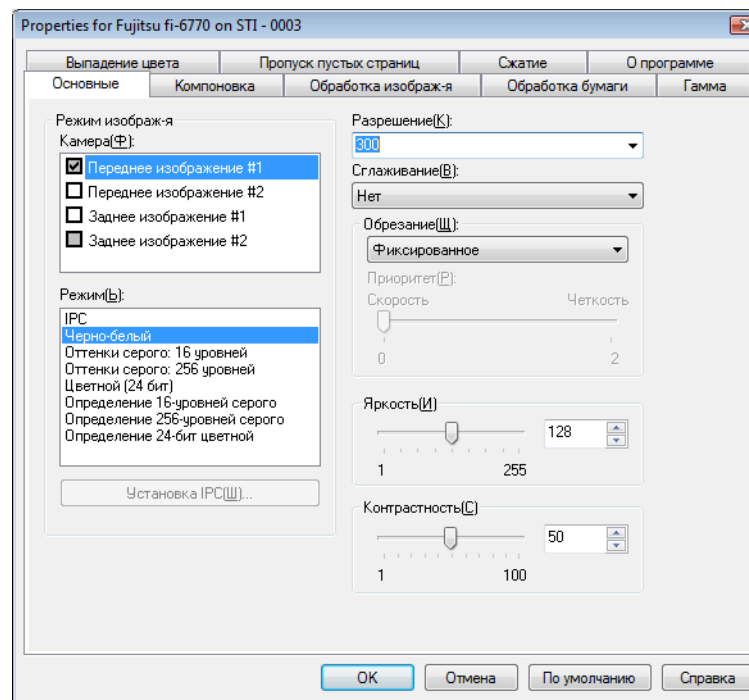 Properties for Fujitsu fi-6770 on STI - 0003
Выпадение цвета
Пропуск пустых страниц
Сжатие
О программе
Основные
Компоновка
Обработка изображ-я
Обработка бумаги
Гамма
Режим изображ-я
Камера(Ф):
Переднее изображение #1
Переднее изображение #2
Заднее изображение #1
Заднее изображение #2
Режим(Ь):
IPC
Черно-белый
Оттенки серого: 16 уровней
Оттенки серого: 256 уровней
Цветной (24 бит)
Определение 16-уровней серого
Определение 256-уровней серого
Определение 24-бит цветной
Установка IPC(Ш)...
Разрешение(К):
300
Сглаживание(В):
Нет
Обрезание(Щ):
Фиксированное
Приоритет(Р):
Скорость Четкость
0 2
Яркость(И)
128
1 255
Контрастность(С)
50
1 100
OK
Отмена
По умолчанию
Справка